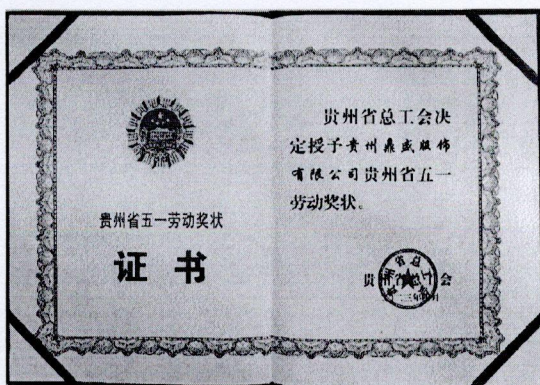 贵州省五一劳动奖状
证书
贵州省总工会决
定授予贵州鼎盛服饰
有限公司贵州省五一
劳动奖状。
贵州省总工会